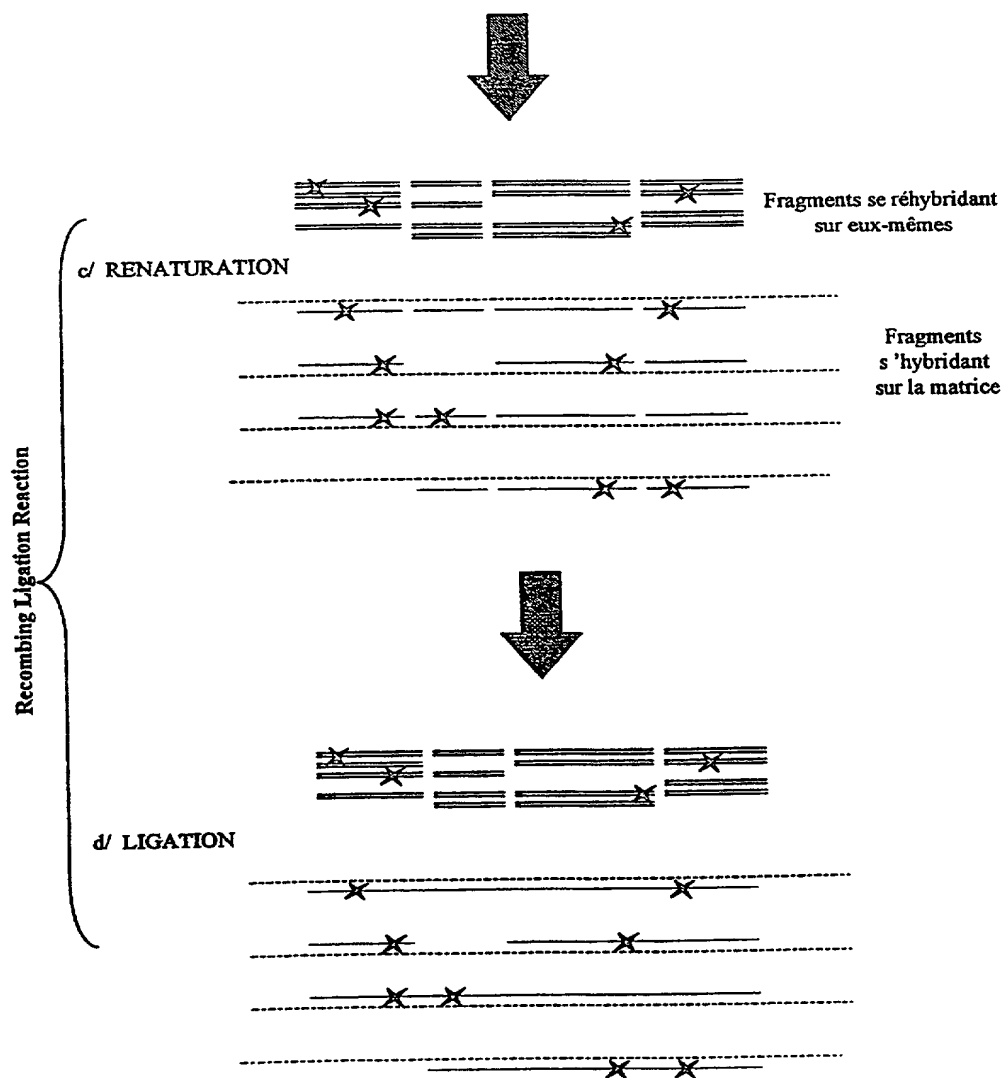 Fragments se réhybridant
sur eux-mêmes
c/ RENATURATION
Fragments
s 'hybridant
sur la matrice
Recombing Ligation Reaction
d/ LIGATION